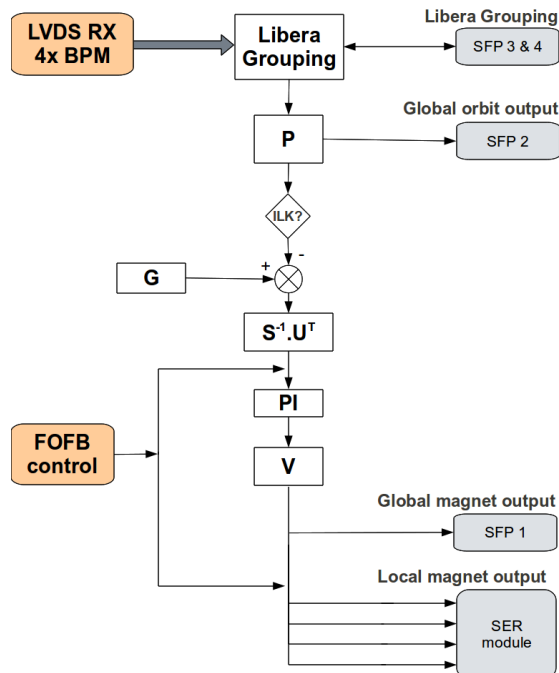 LVDS RX
4x BPM
Libera
Grouping
Libera Grouping
SFP 3 & 4
Global orbit output
P
SFP 2
ILK?
-
+
G
S⁻¹.Uᵀ
PI
FOFB
control
V
Global magnet output
SFP 1
Local magnet output
SER
module